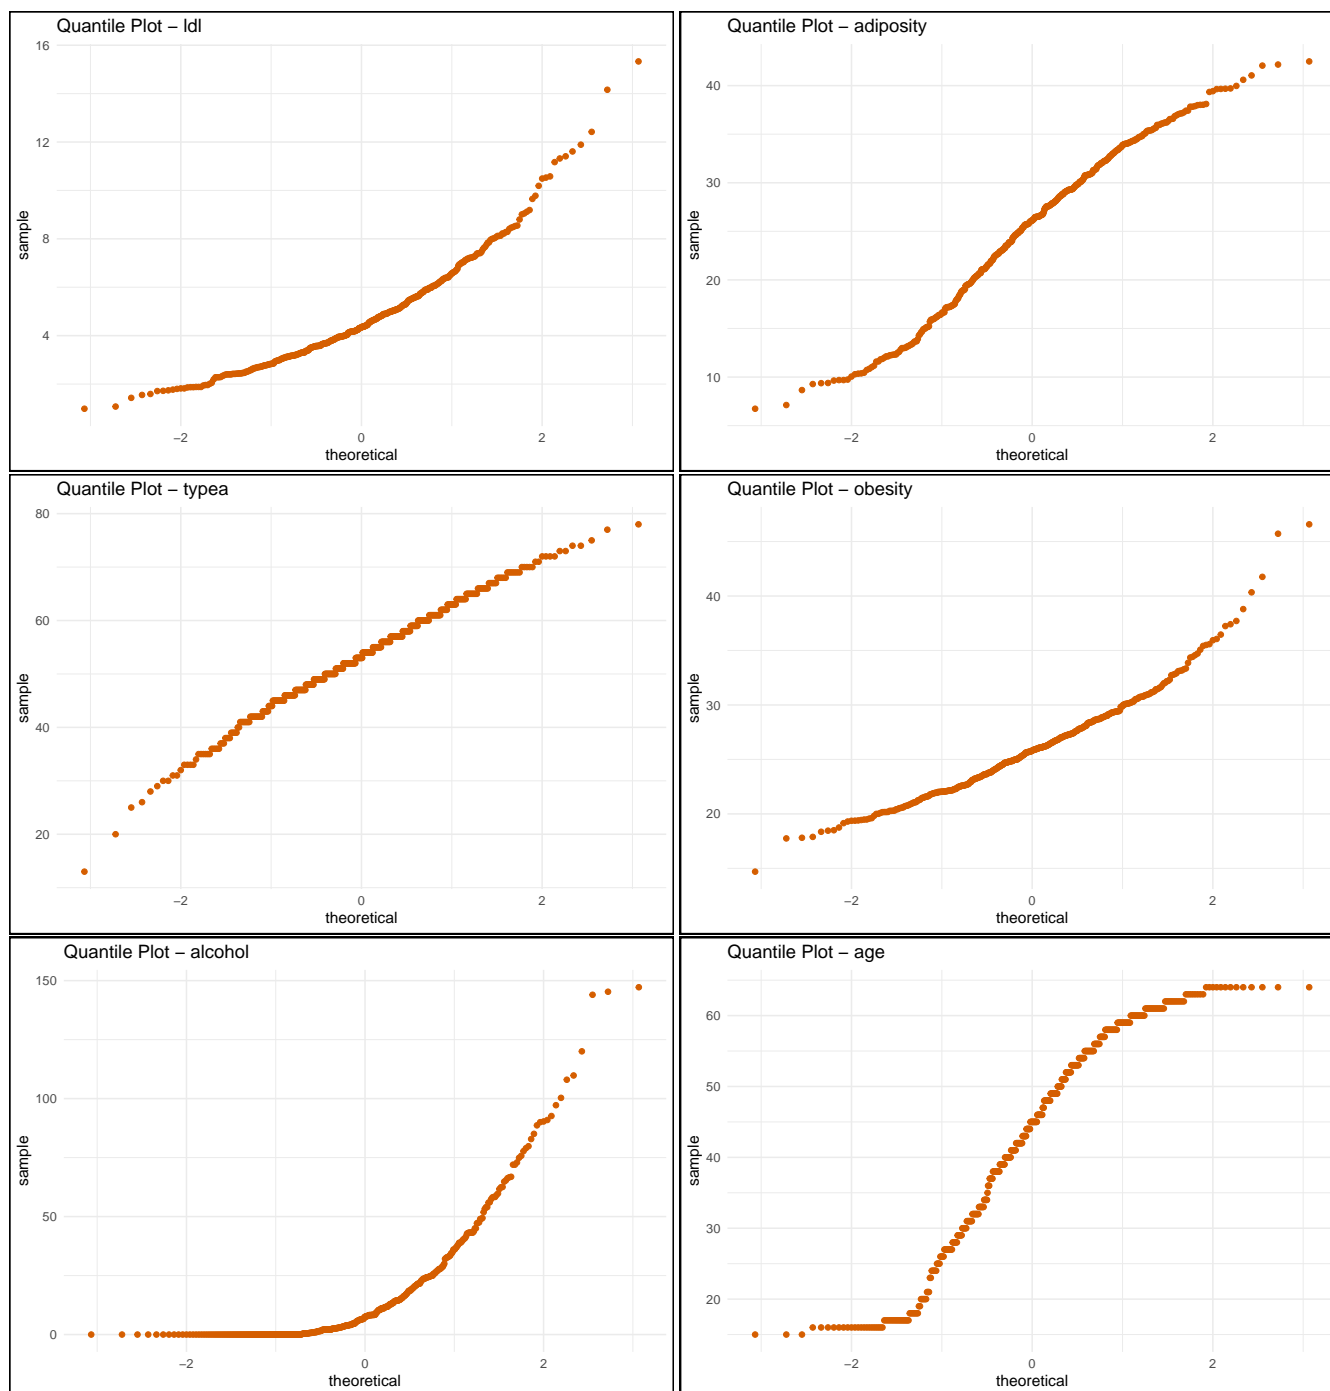 Quantile Plot – ldl
16
12
8
4
sample
−2
0
2
theoretical
Quantile Plot – adiposity
40
30
20
10
sample
−2
0
2
theoretical
Quantile Plot – typea
80
60
40
20
sample
−2
0
2
theoretical
Quantile Plot – obesity
40
30
20
sample
−2
0
2
theoretical
Quantile Plot – alcohol
150
100
50
0
sample
−2
0
2
theoretical
Quantile Plot – age
60
50
40
30
20
sample
−2
0
2
theoretical